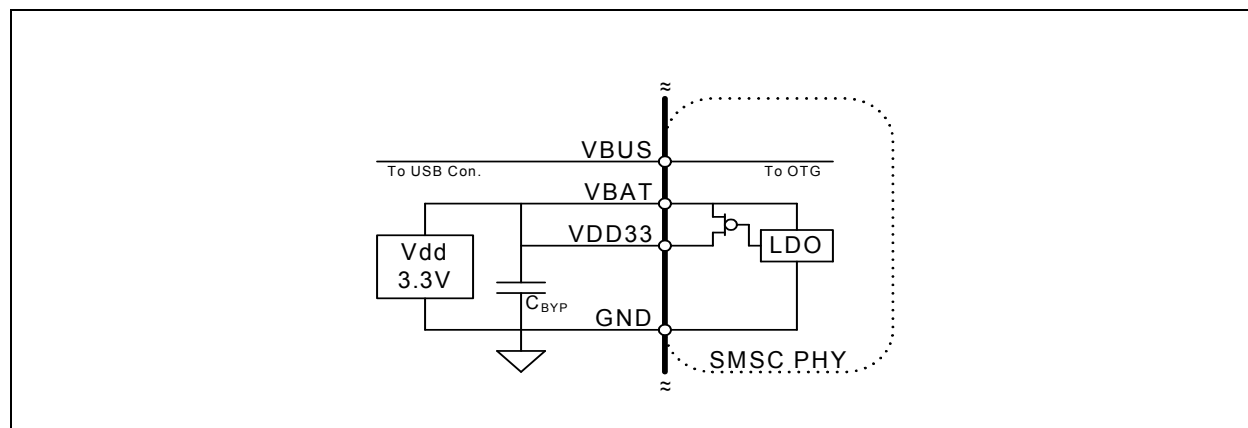 VBUS
To USB Con.
To OTG
VBAT
VDD33
Vdd
3.3V
LDO
CBYP
GND
SMSC PHY